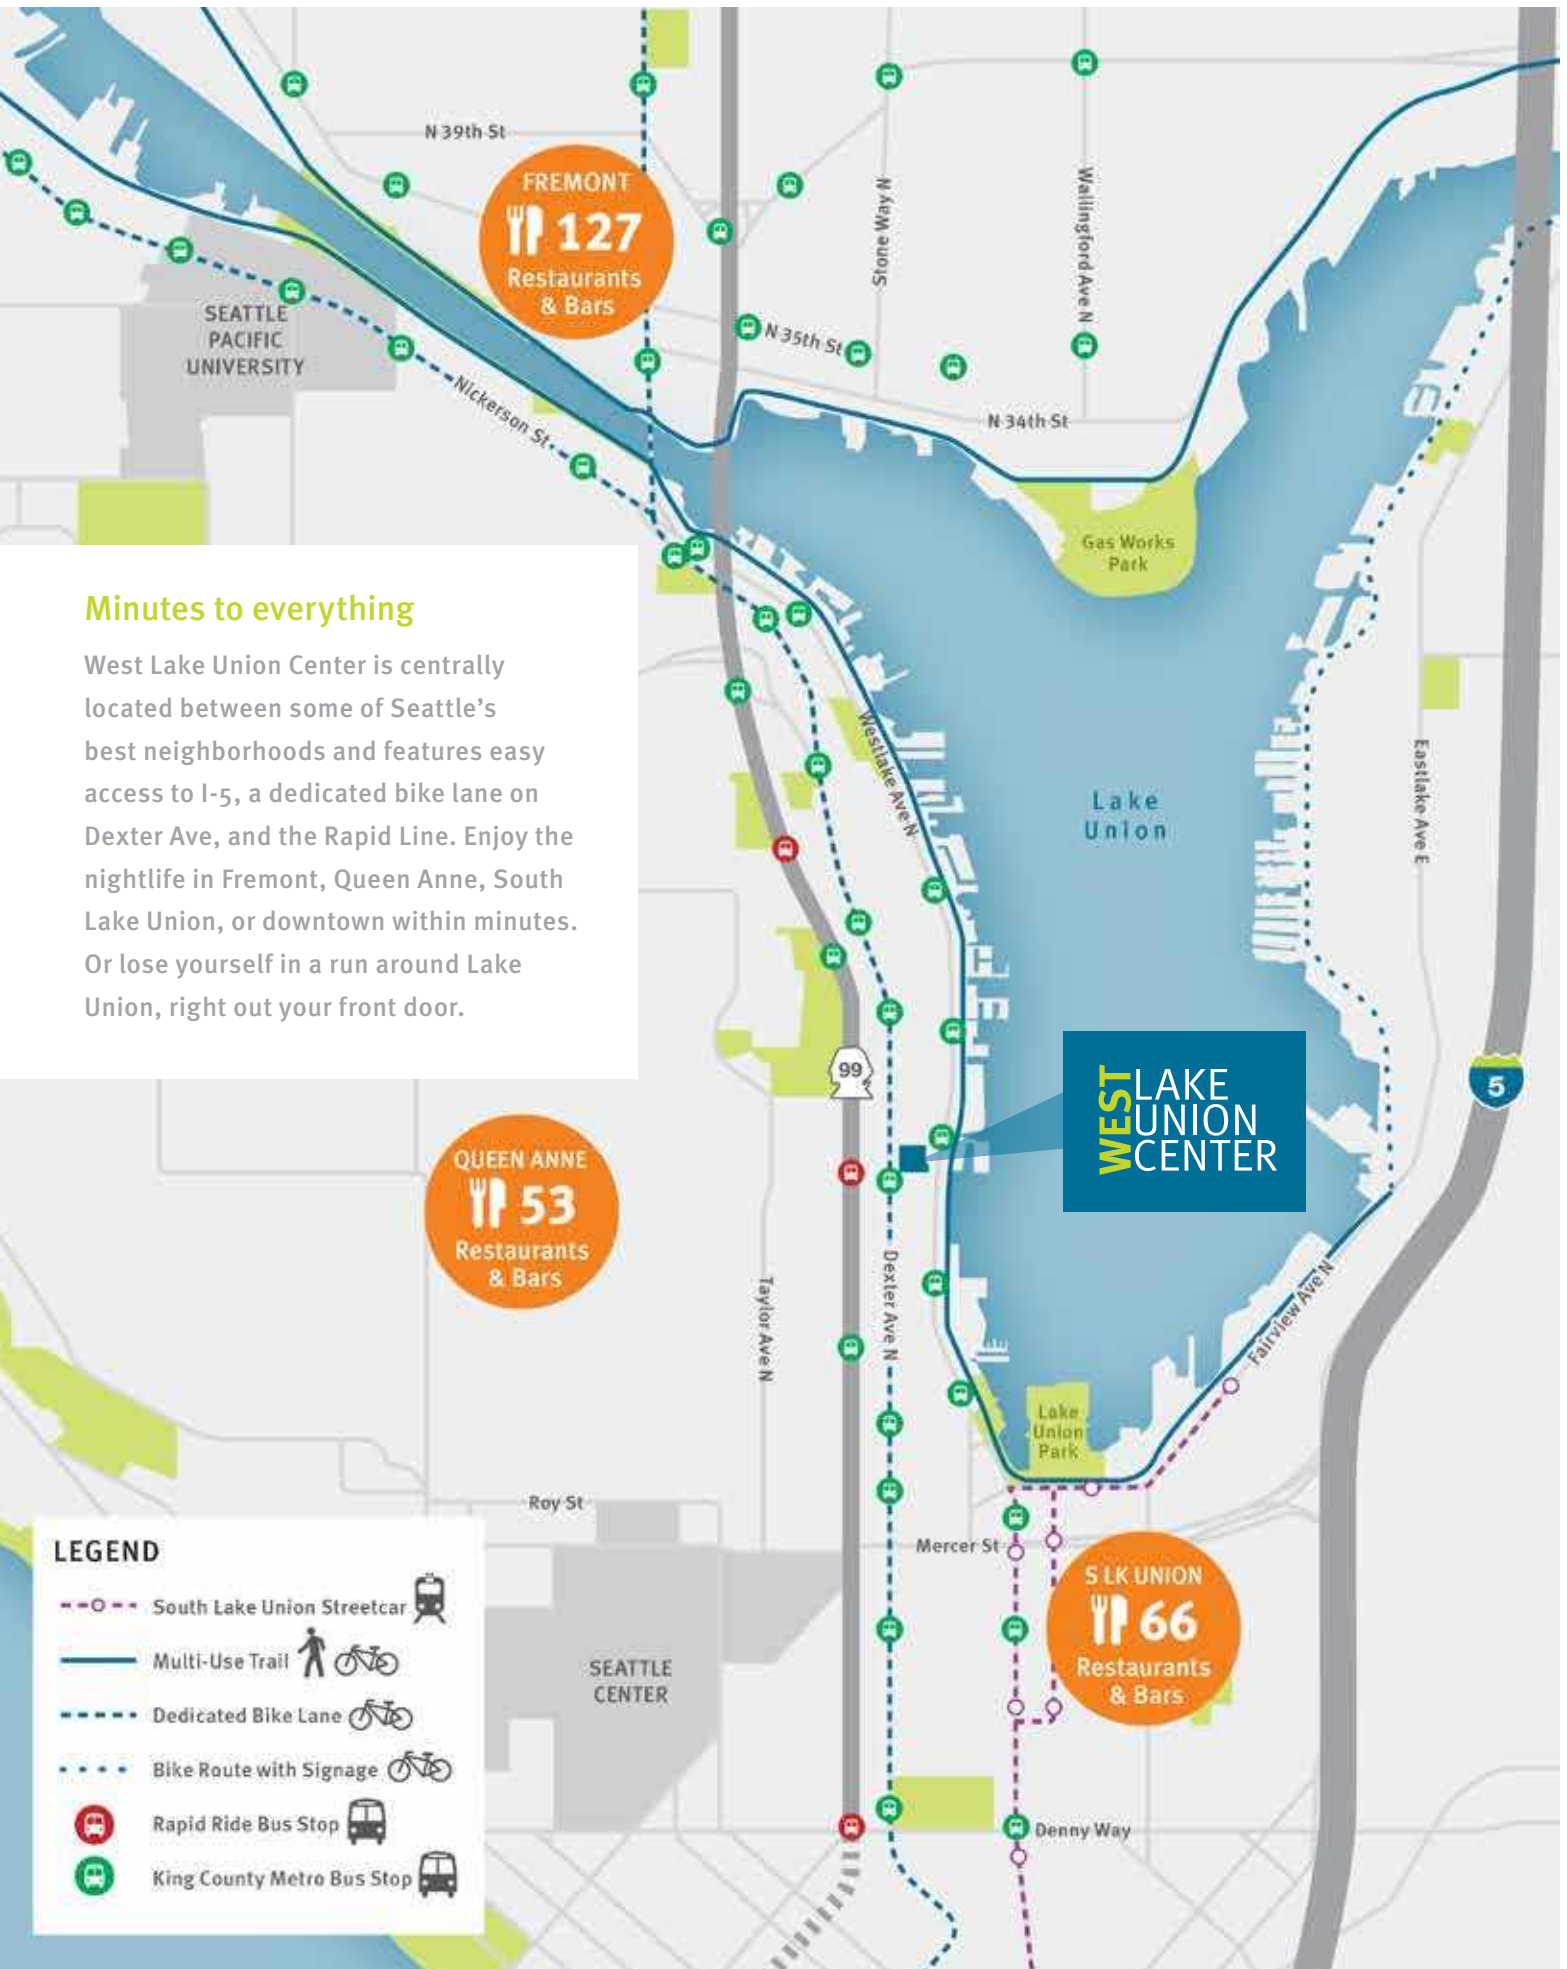 N 39th St
FREMONT
127
Restaurants
& Bars
Stone Way N
Wallingford Ave N
SEATTLE
PACIFIC
UNIVERSITY
N 35th St
Nickerson St
N 34th St
Gas Works
Park
Minutes to everything
West Lake Union Center is centrally
located between some of Seattle’s
best neighborhoods and features easy
access to I-5, a dedicated bike lane on
Dexter Ave, and the Rapid Line. Enjoy the
nightlife in Fremont, Queen Anne, South
Lake Union, or downtown within minutes.
Or lose yourself in a run around Lake
Union, right out your front door.
Westlake Ave N
Lake
Union
Eastlake Ave E
99
5
WEST
LAKE
UNION
CENTER
QUEEN ANNE
53
Restaurants
& Bars
Taylor Ave N
Dexter Ave N
Fairview Ave N
Lake
Union
Park
Roy St
Mercer St
S LK UNION
66
Restaurants
& Bars
SEATTLE
CENTER
Denny Way
LEGEND
South Lake Union Streetcar
Multi-Use Trail
Dedicated Bike Lane
Bike Route with Signage
Rapid Ride Bus Stop
King County Metro Bus Stop